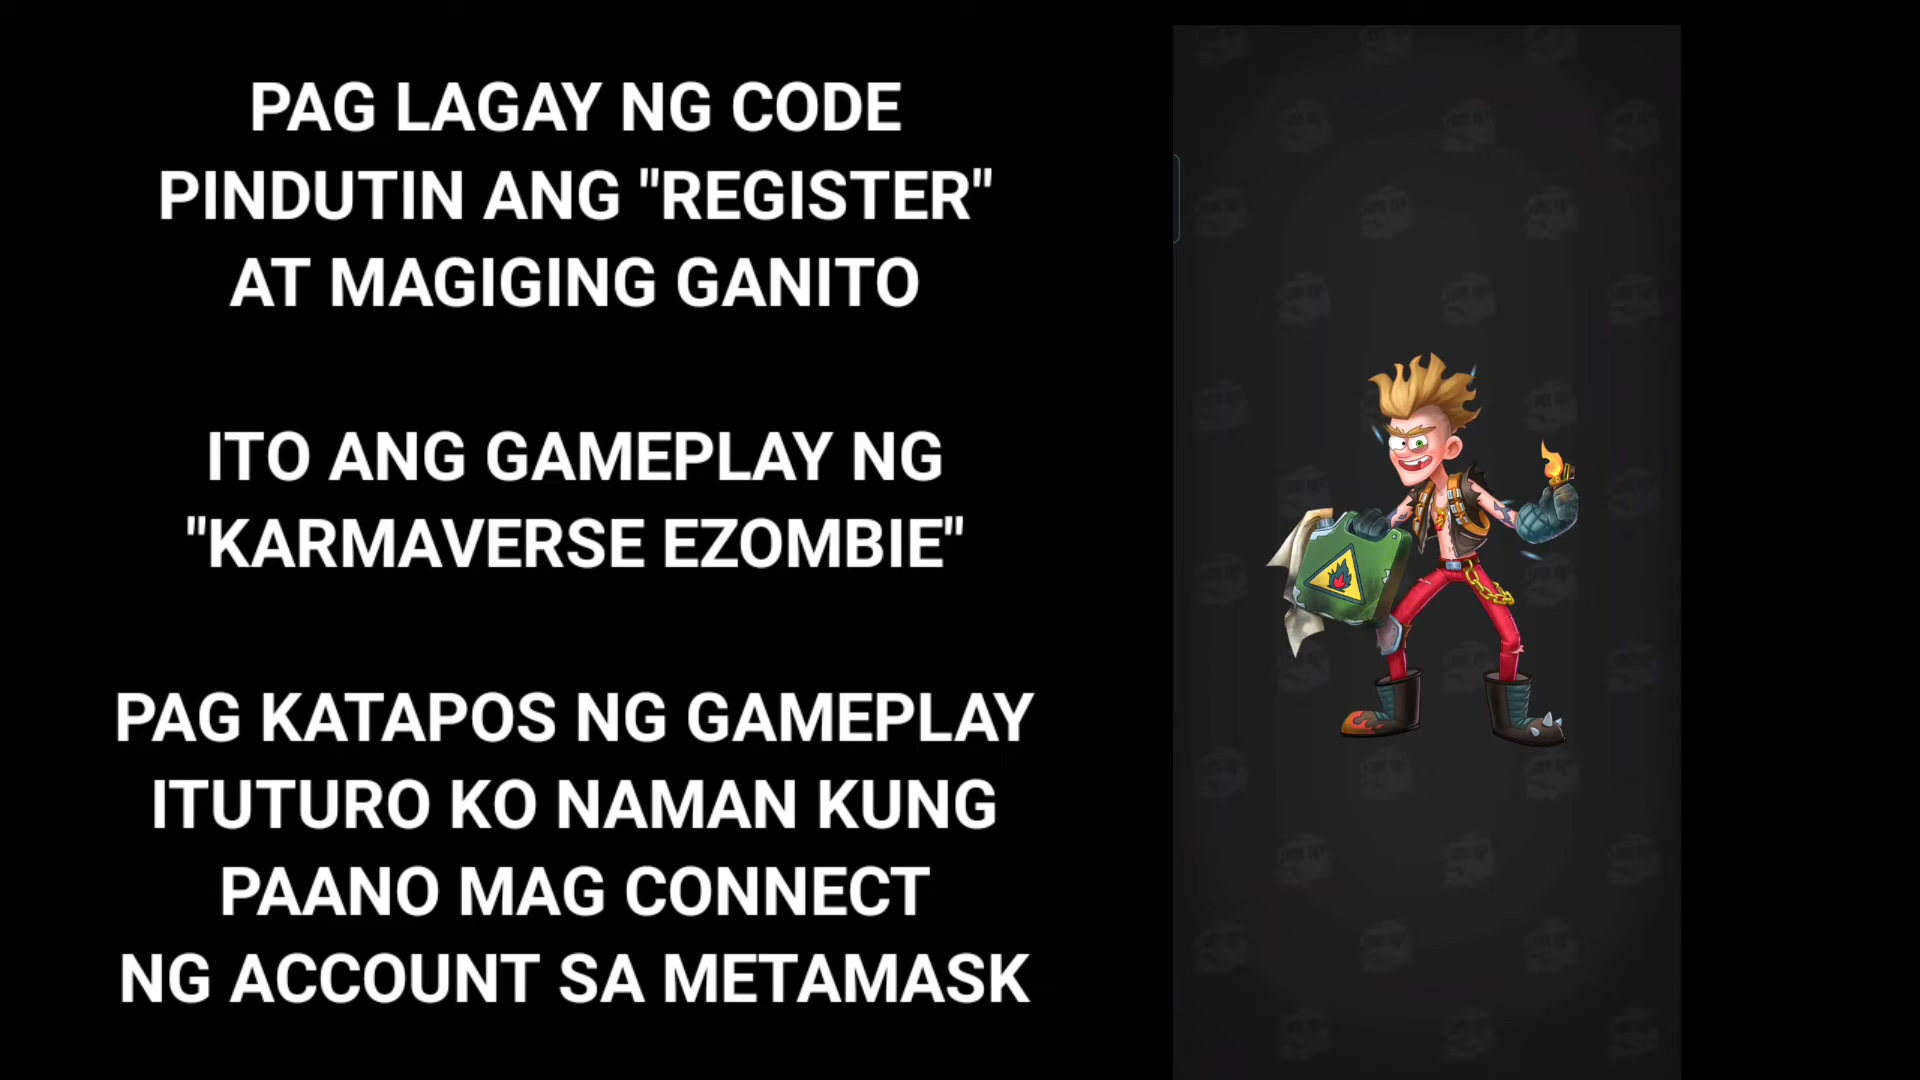 PAG LAGAY NG CODE
PINDUTIN ANG "REGISTER"
AT MAGIGING GANITO
ITO ANG GAMEPLAY NG
"KARMAVERSE EZOMBIE"
PAG KATAPOS NG GAMEPLAY
ITUTURO KO NAMAN KUNG
PAANO MAG CONNECT
NG ACCOUNT SA METAMASK